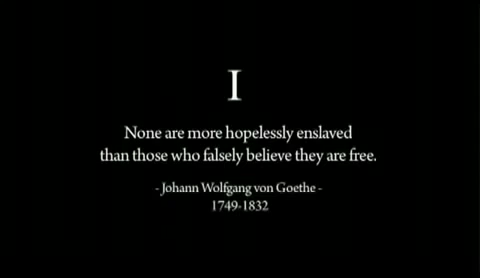 I
None are more hopelessly enslaved
than those who falsely believe they are free.
- Johann Wolfgang von Goethe -
1749-1832